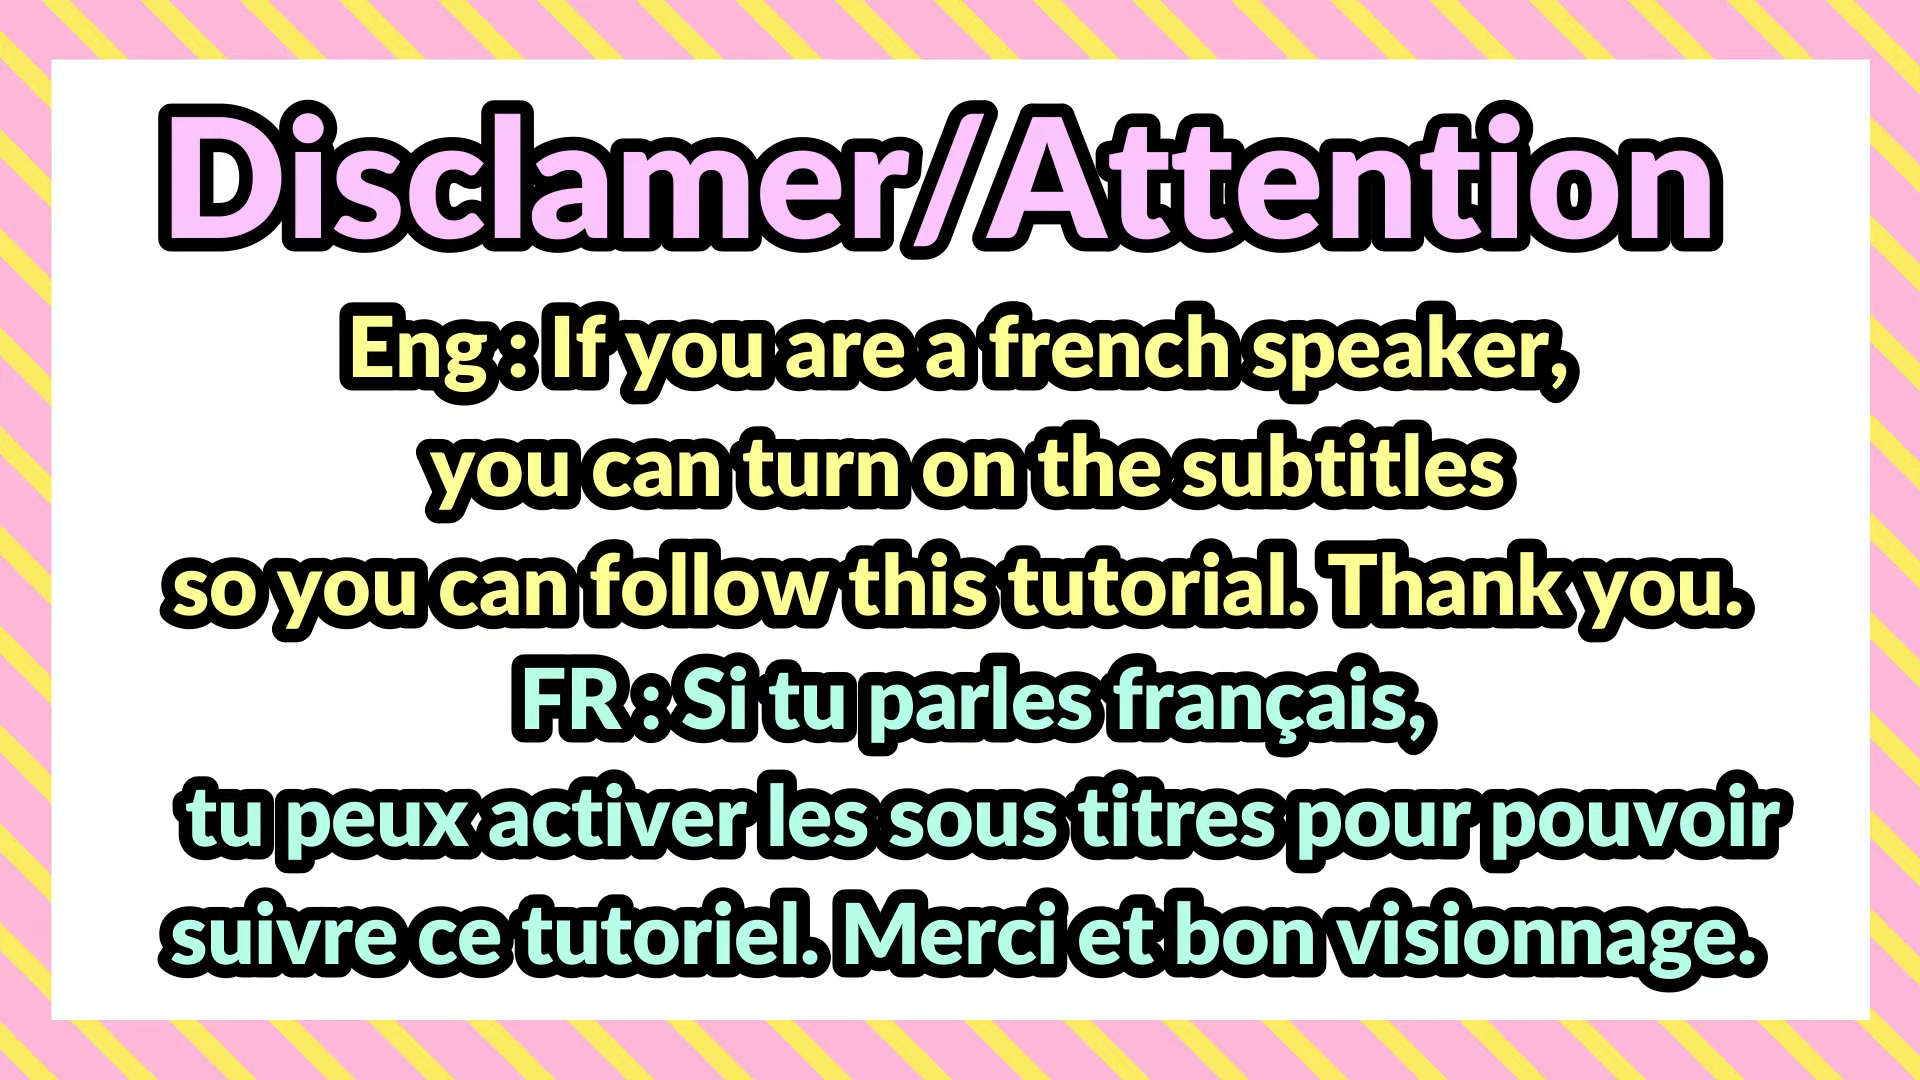 Disclamer/Attention
Eng : If you are a french speaker,
you can turn on the subtitles
so you can follow this tutorial. Thank you.
FR : Si tu parles français,
tu peux activer les sous titres pour pouvoir
suivre ce tutoriel. Merci et bon visionnage.